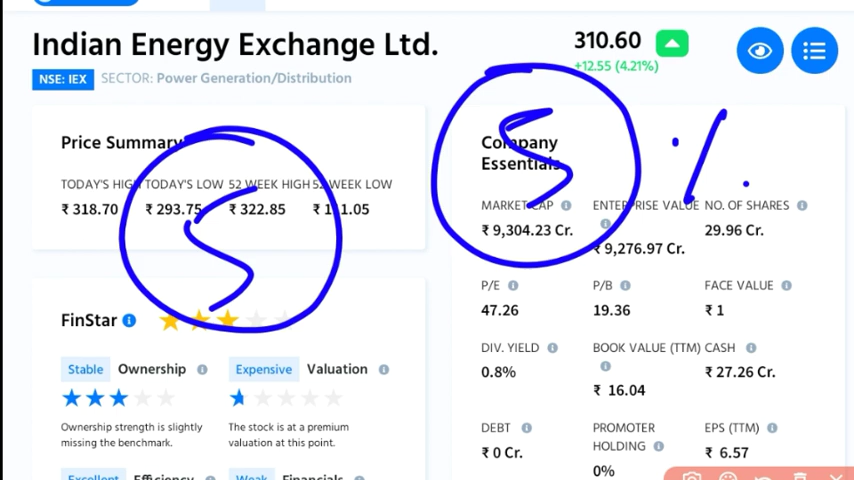 Indian Energy Exchange Ltd.
310.60
+12.55 (4.21%)
NSE: IEX SECTOR: Power Generation/Distribution
Price Summary
TODAY'S HIGH TODAY'S LOW 52 WEEK HIGH 52 WEEK LOW
₹ 318.70 ₹ 293.75 ₹ 322.85
S
FinStar
Stable Ownership
Ownership strength is slightly
missing the benchmark.
Expensive Valuation
The stock is at a premium
valuation at this point.
Excellent Efficiency Weak Financials
Company
Essentials
5 %
MARKET CAP ENTERPRISE VALUE NO. OF SHARES
₹ 9,304.23 Cr. ₹ 9,276.97 Cr. 29.96 Cr.
P/E P/B FACE VALUE
47.26 19.36 ₹ 1
DIV. YIELD BOOK VALUE (TTM) CASH
0.8% ₹ 16.04 ₹ 27.26 Cr.
DEBT PROMOTER
HOLDING EPS (TTM)
₹ 0 Cr. 0% ₹ 6.57